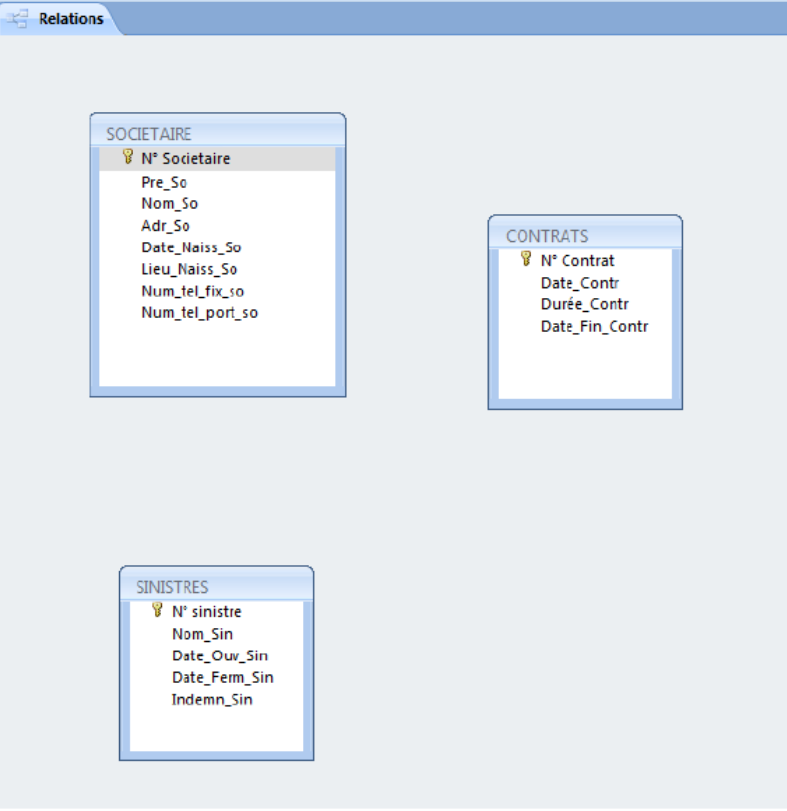 Relations
SOCIETAIRE
N° Societaire
Pre_So
Nom_So
Adr_So
Date_Naiss_So
Lieu_Naiss_So
Num_tel_fix_so
Num_tel_port_so
CONTRATS
N° Contrat
Date_Contr
Durée_Contr
Date_Fin_Contr
SINISTRES
N° sinistre
Nom_Sin
Date_Ouv_Sin
Date_Ferm_Sin
Indemn_Sin